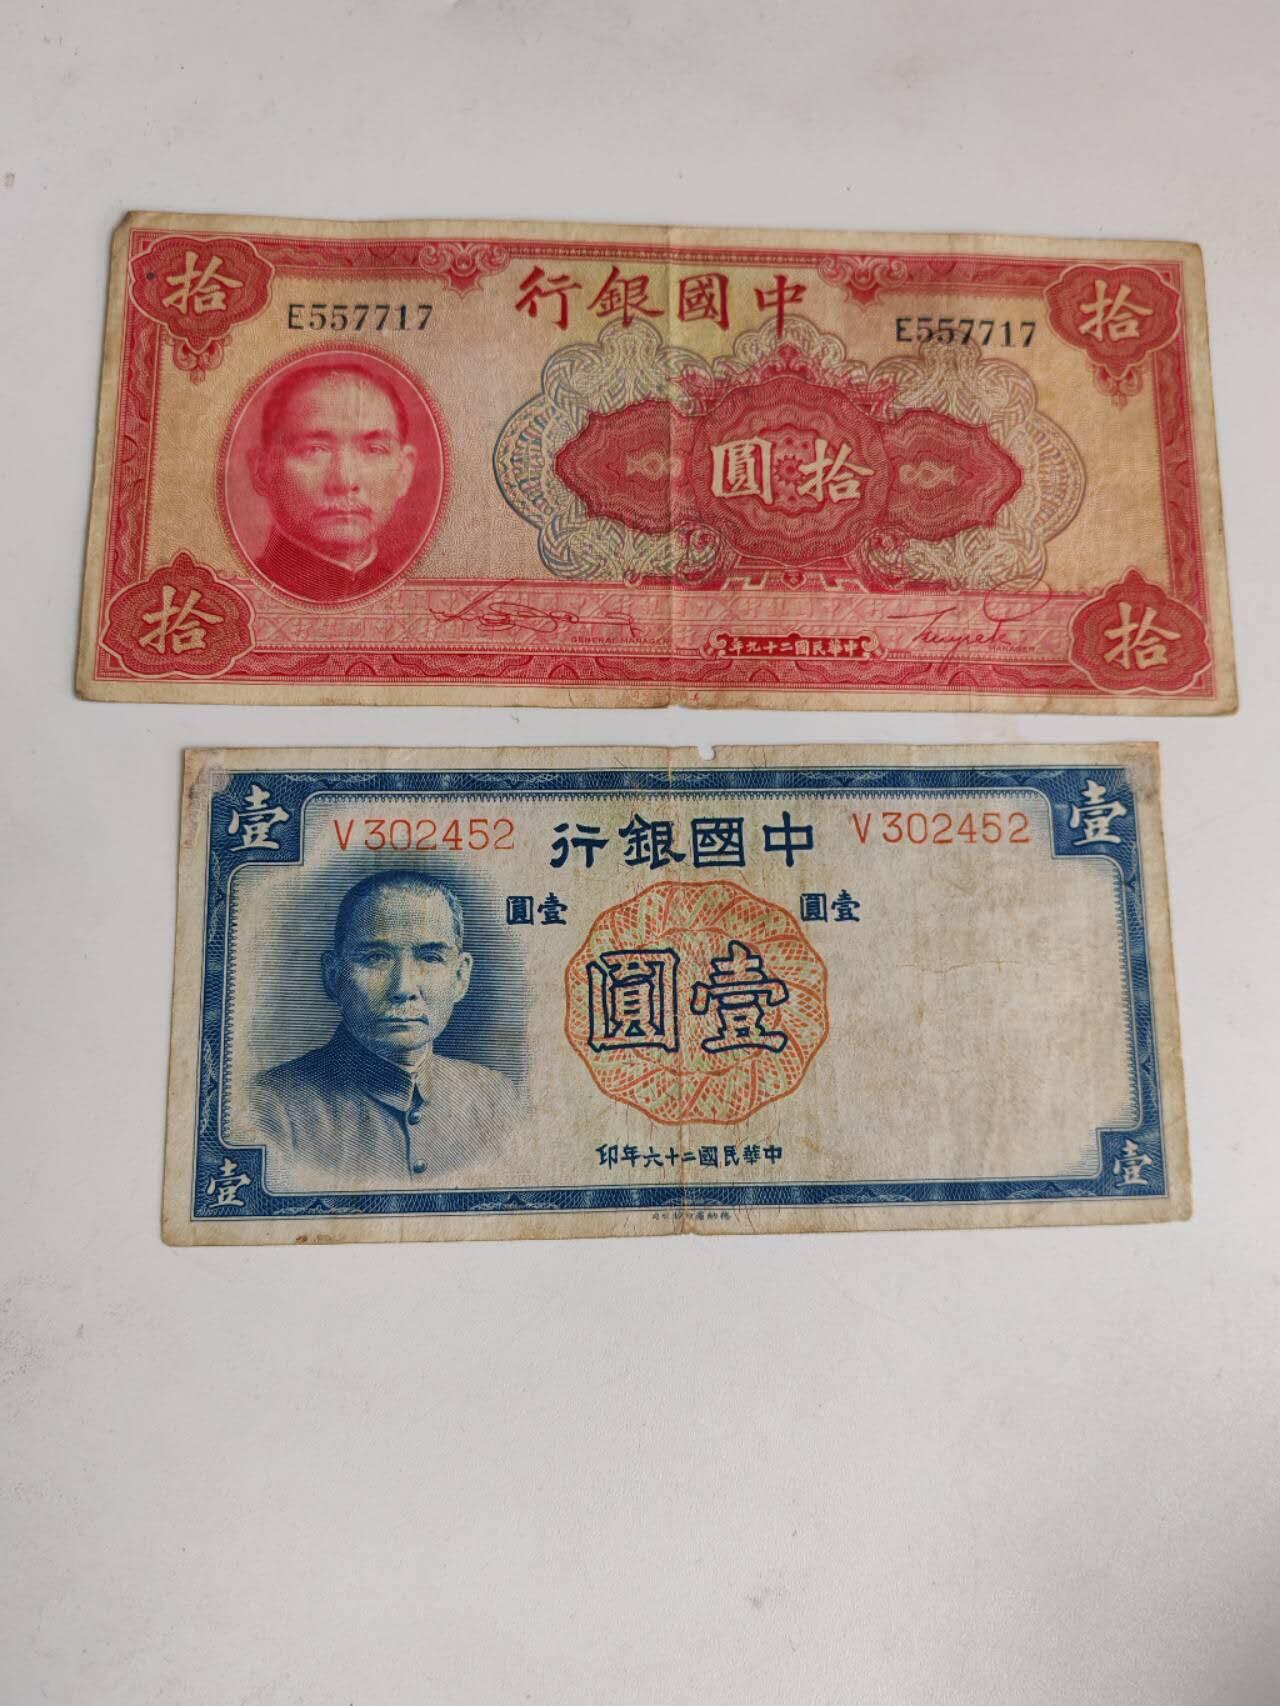 拾
中國銀行
拾
E557717
E557717
拾圓
GENERAL MANAGER
MANAGER
中華民國二十九年
拾
拾
壹
中國銀行
壹
V302452
V302452
壹圓
壹圓
壹圓
中華民國二十六年印
壹
壹